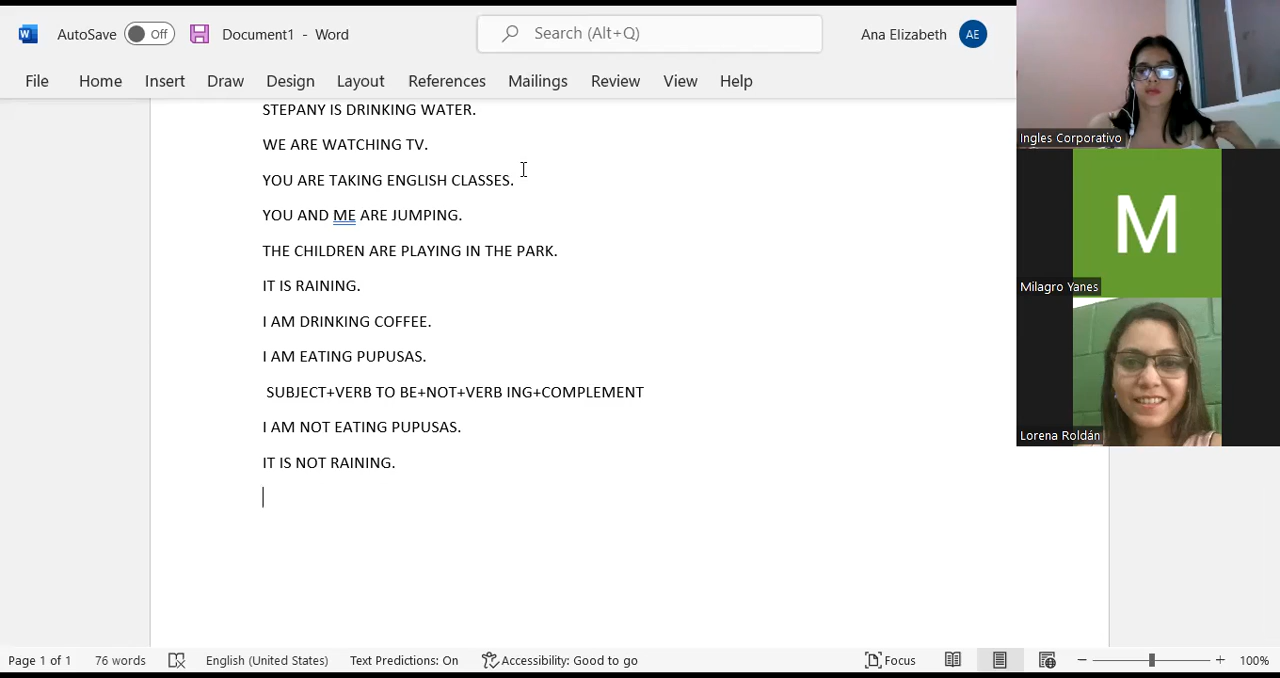 AutoSave Off Document1 - Word Search (Alt+Q) Ana Elizabeth AE
File Home Insert Draw Design Layout References Mailings Review View Help
STEPANY IS DRINKING WATER.
WE ARE WATCHING TV.
YOU ARE TAKING ENGLISH CLASSES.
YOU AND ME ARE JUMPING.
THE CHILDREN ARE PLAYING IN THE PARK.
IT IS RAINING.
I AM DRINKING COFFEE.
I AM EATING PUPUSAS.
SUBJECT+VERB TO BE+NOT+VERB ING+COMPLEMENT
I AM NOT EATING PUPUSAS.
IT IS NOT RAINING.
Ingles Corporativo
M
Milagro Yanes
Lorena Roldán
Page 1 of 1 76 words English (United States) Text Predictions: On Accessibility: Good to go Focus 100%